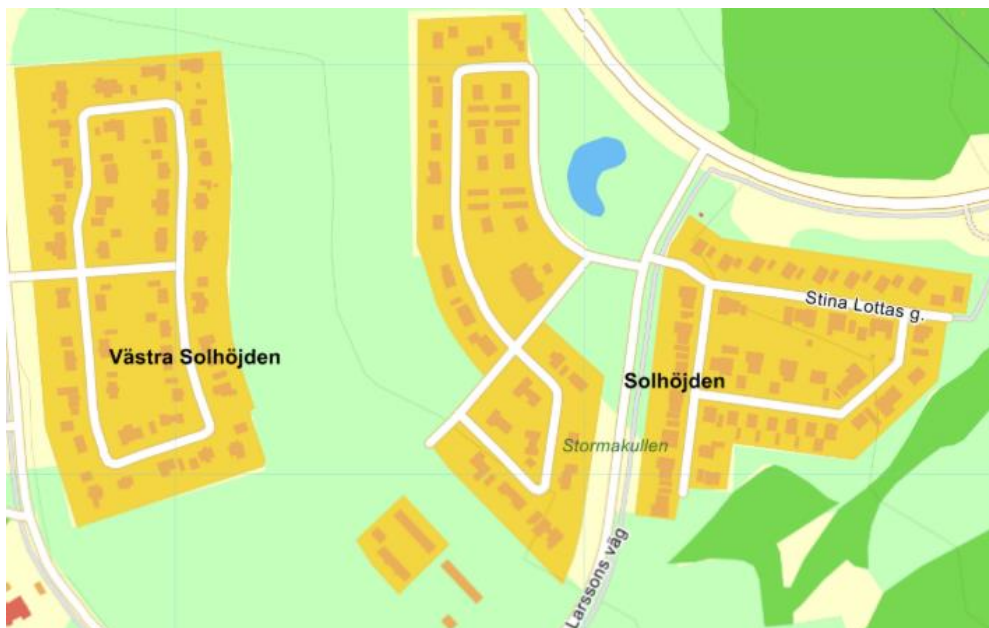 Stina Lottas g.
Västra Solhöjden
Solhöjden
Stormakullen
Larssons väg